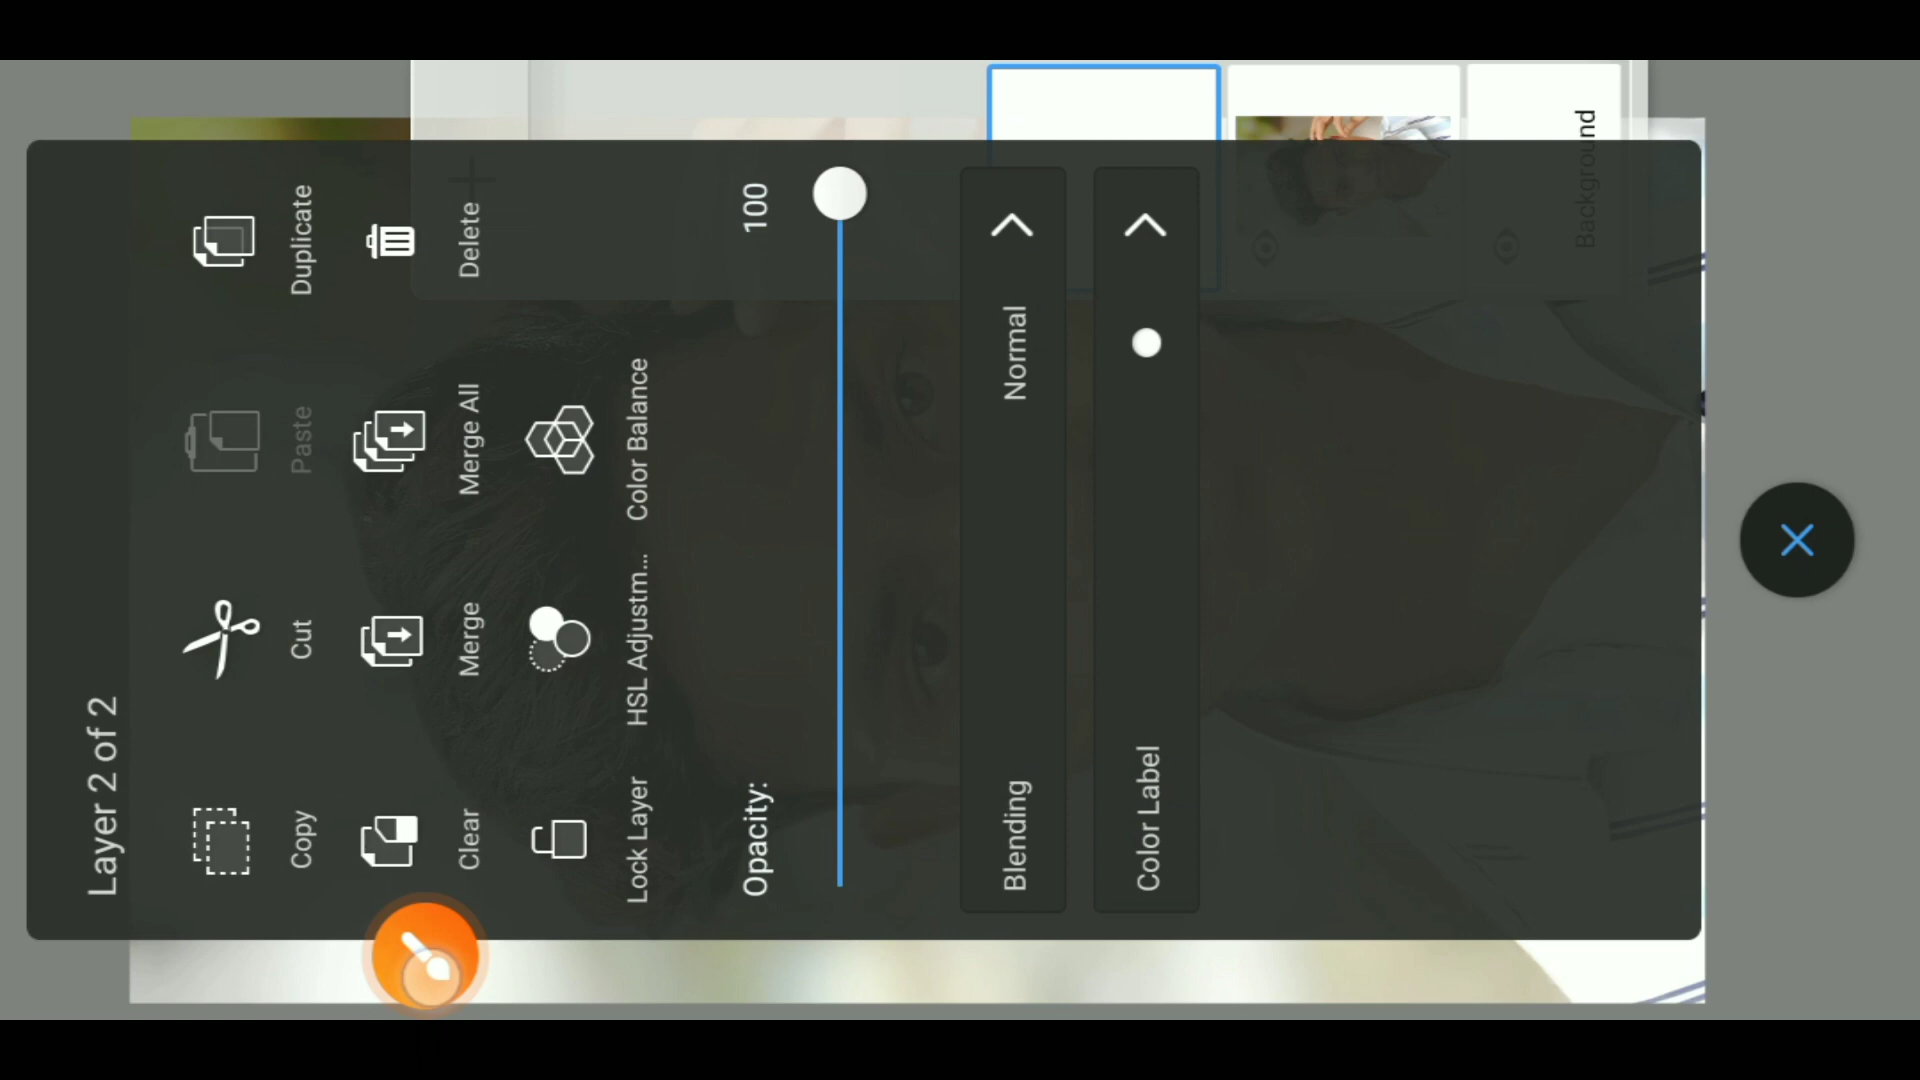 Layer 2 of 2
Copy
Cut
Paste
Duplicate
Clear
Merge
Merge All
Delete
Lock Layer
HSL Adjustm...
Color Balance
Opacity: 100
Blending Normal
Color Label
Background